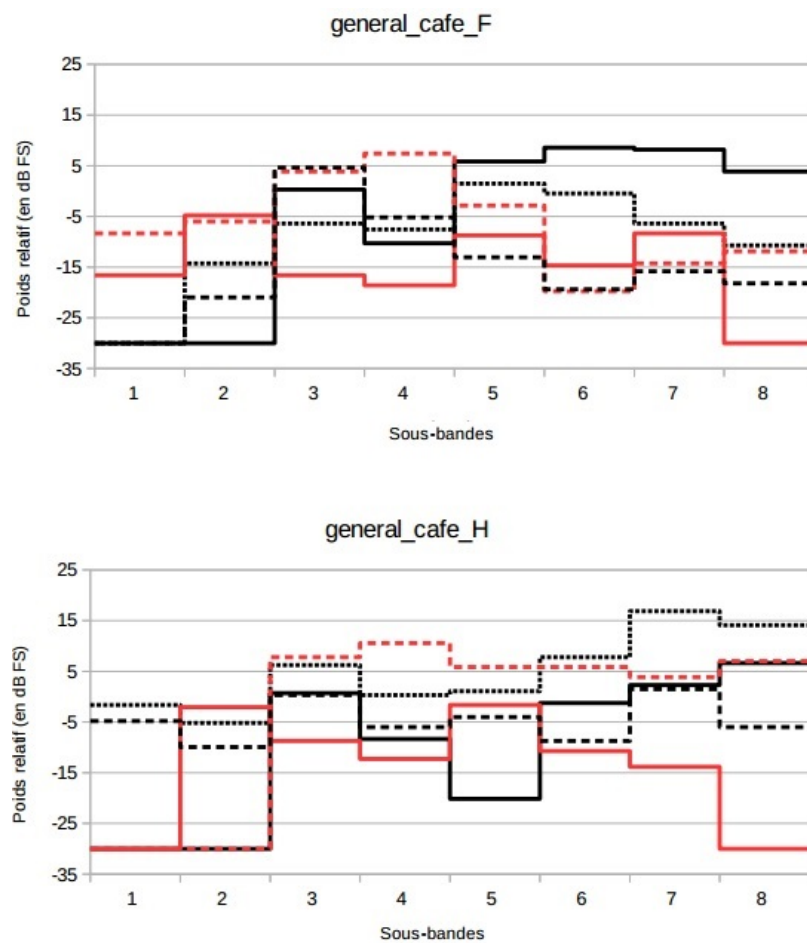 general_cafe_F
25
15
5
-5
-15
-25
-35
Poids relatif (en dB FS)
1 2 3 4 5 6 7 8
Sous-bandes
general_cafe_H
25
15
5
-5
-15
-25
-35
Poids relatif (en dB FS)
1 2 3 4 5 6 7 8
Sous-bandes